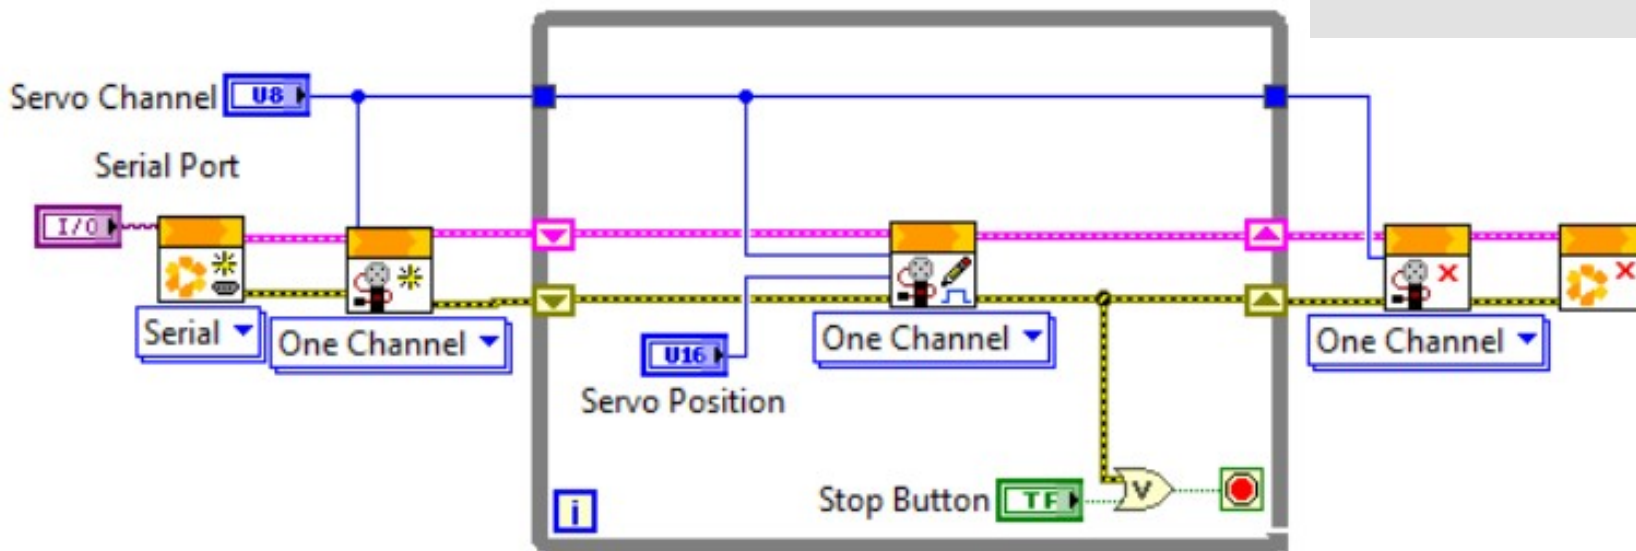 Servo Channel U8
Serial Port
I/O
Serial
One Channel
U16
Servo Position
One Channel
One Channel
Stop Button TF
V
i